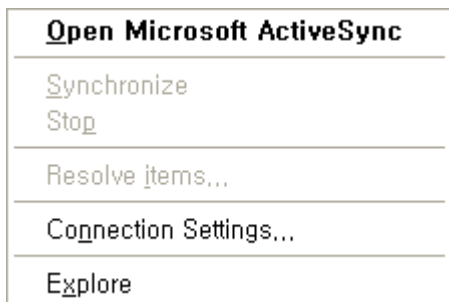 Open Microsoft ActiveSync
Synchronize
Stop
Resolve items...
Connection Settings...
Explore